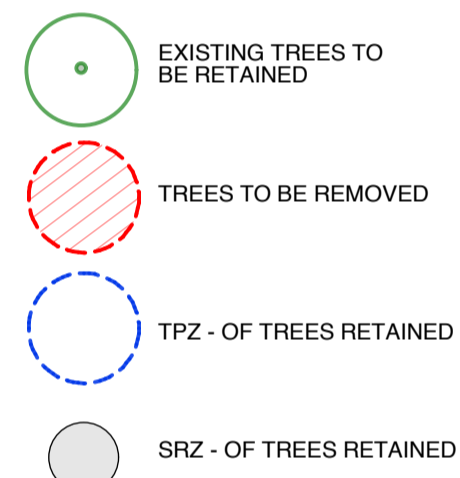 EXISTING TREES TO
BE RETAINED
TREES TO BE REMOVED
TPZ - OF TREES RETAINED
SRZ - OF TREES RETAINED